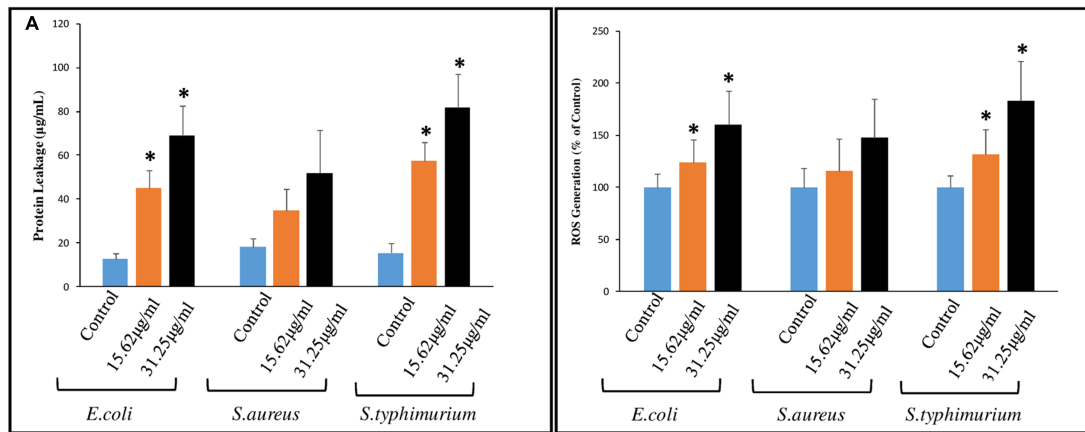 A
120
100
80
60
40
20
0
Protein Leakage (µg/mL)
*
*
*
*
Control
15.62µg/ml
31.25µg/ml
Control
15.62µg/ml
31.25µg/ml
Control
15.62µg/ml
31.25µg/ml
E.coli
S.aureus
S.typhimurium
250
200
150
100
50
0
ROS Generation (% of Control)
*
*
*
*
Control
15.62µg/ml
31.25µg/ml
Control
15.62µg/ml
31.25µg/ml
Control
15.62µg/ml
31.25µg/ml
E.coli
S.aureus
S.typhimurium